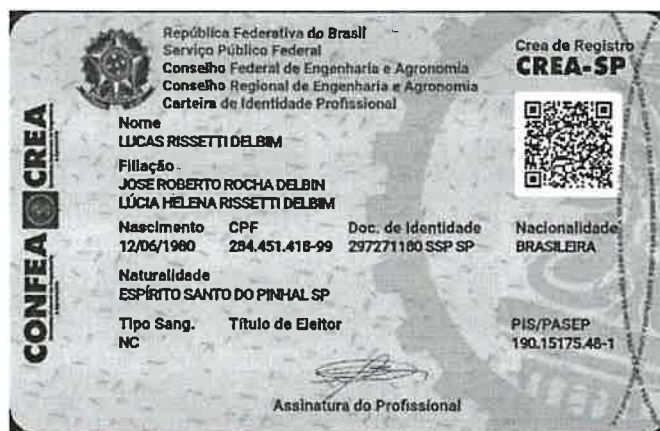 República Federativa do Brasil
Serviço Público Federal
Conselho Federal de Engenharia e Agronomia
Conselho Regional de Engenharia e Agronomia
Carteira de Identidade Profissional
Crea de Registro
CREA-SP
CONFEA CREA
Nome
LUCAS RISSETTI DELBIM
Filiação
JOSE ROBERTO ROCHA DELBIN
LÚCIA HELENA RISSETTI DELBIM
Nascimento CPF Doc. de Identidade Nacionalidade
12/06/1980 284.451.418-99 297271180 SSP SP BRASILEIRA
Naturalidade
ESPÍRITO SANTO DO PINHAL SP
Tipo Sang. Título de Eleitor PIS/PASEP
NC 190.15175.48-1
Assinatura do Profissional